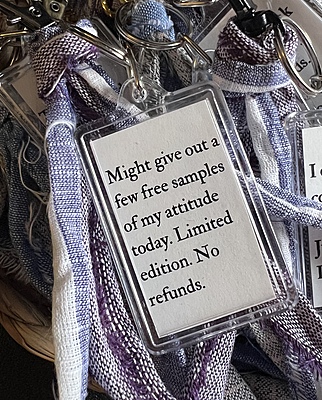 Might give out a
few free samples
of my attitude
today. Limited
edition. No
refunds.